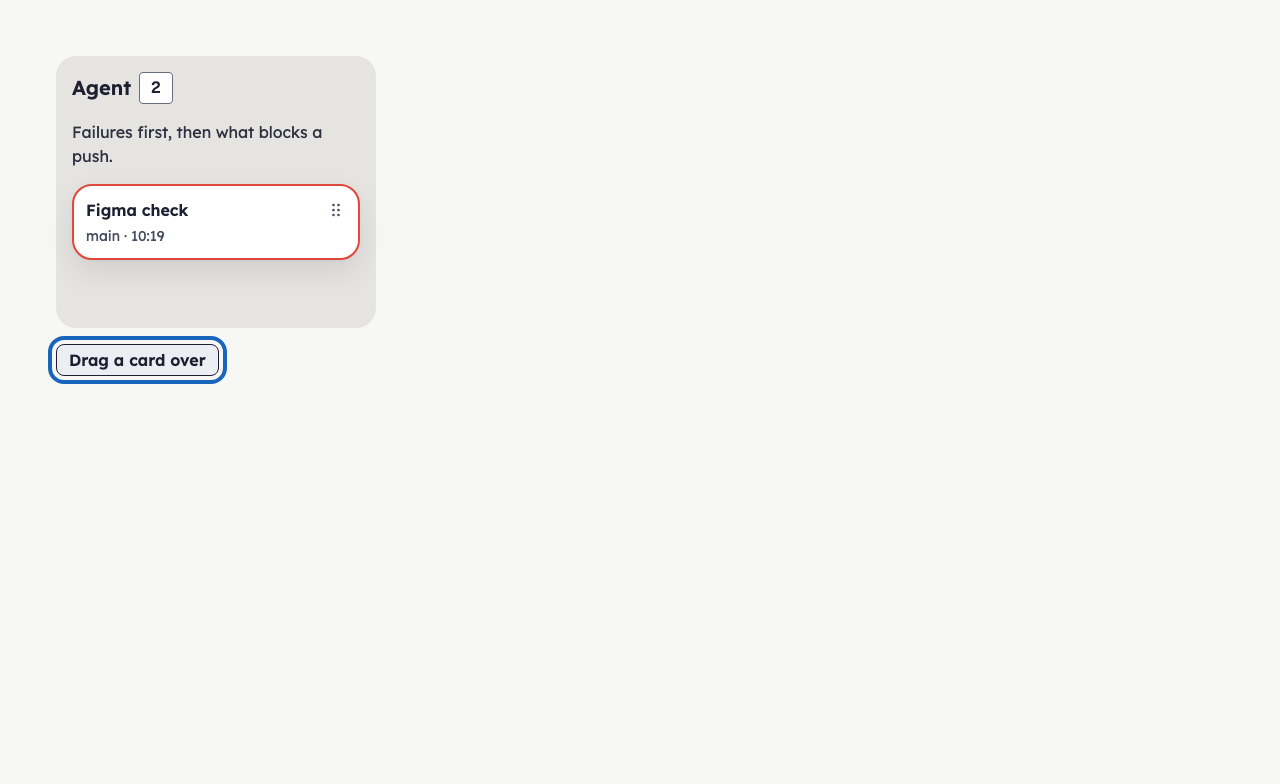 Agent 2
Failures first, then what blocks a
push.
Figma check
main · 10:19
Drag a card over